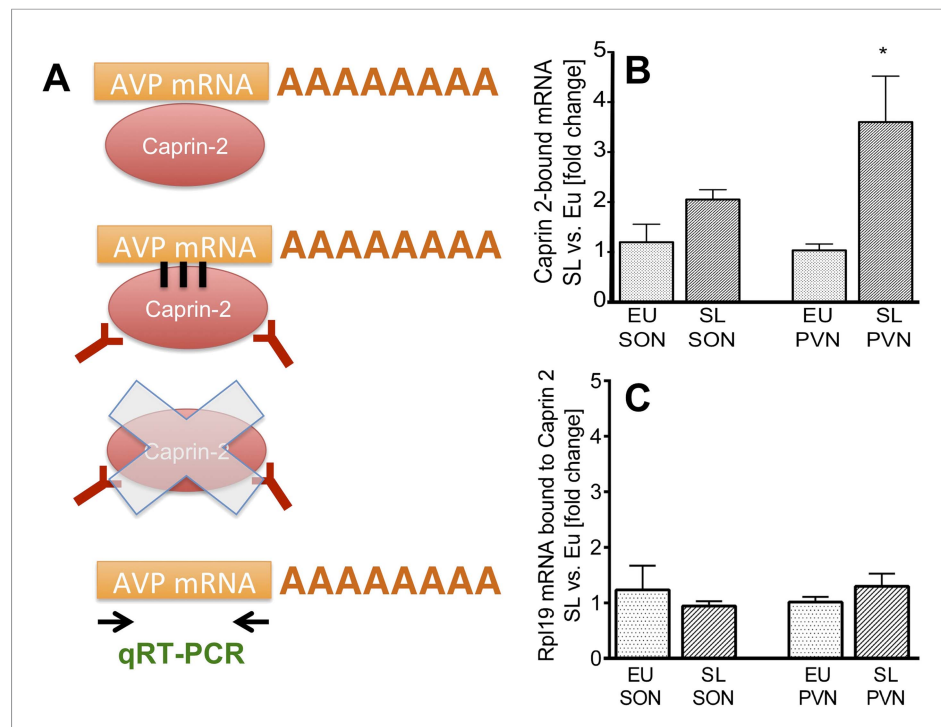 A
AVP mRNA AAAAAAAA
Caprin-2
AVP mRNA AAAAAAAA
Caprin-2
Caprin-2
AVP mRNA AAAAAAAA
qRT-PCR
B
Caprin 2-bound mRNA
SL vs. Eu [fold change]
5
4
3
2
1
0
*
EU SL EU SL
SON SON PVN PVN
C
Rpl19 mRNA bound to Caprin 2
SL vs. Eu [fold change]
5
4
3
2
1
0
EU SL EU SL
SON SON PVN PVN